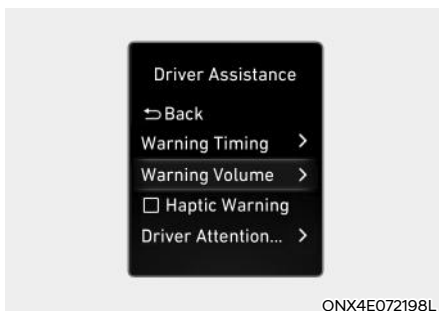 Driver Assistance
⮌ Back
Warning Timing >
Warning Volume >
☐ Haptic Warning
Driver Attention... >
ONX4E072198L